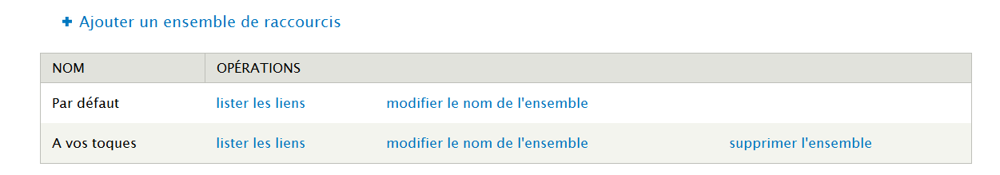 + Ajouter un ensemble de raccourcis
NOM OPÉRATIONS
Par défaut lister les liens modifier le nom de l'ensemble
A vos toques lister les liens modifier le nom de l'ensemble supprimer l'ensemble